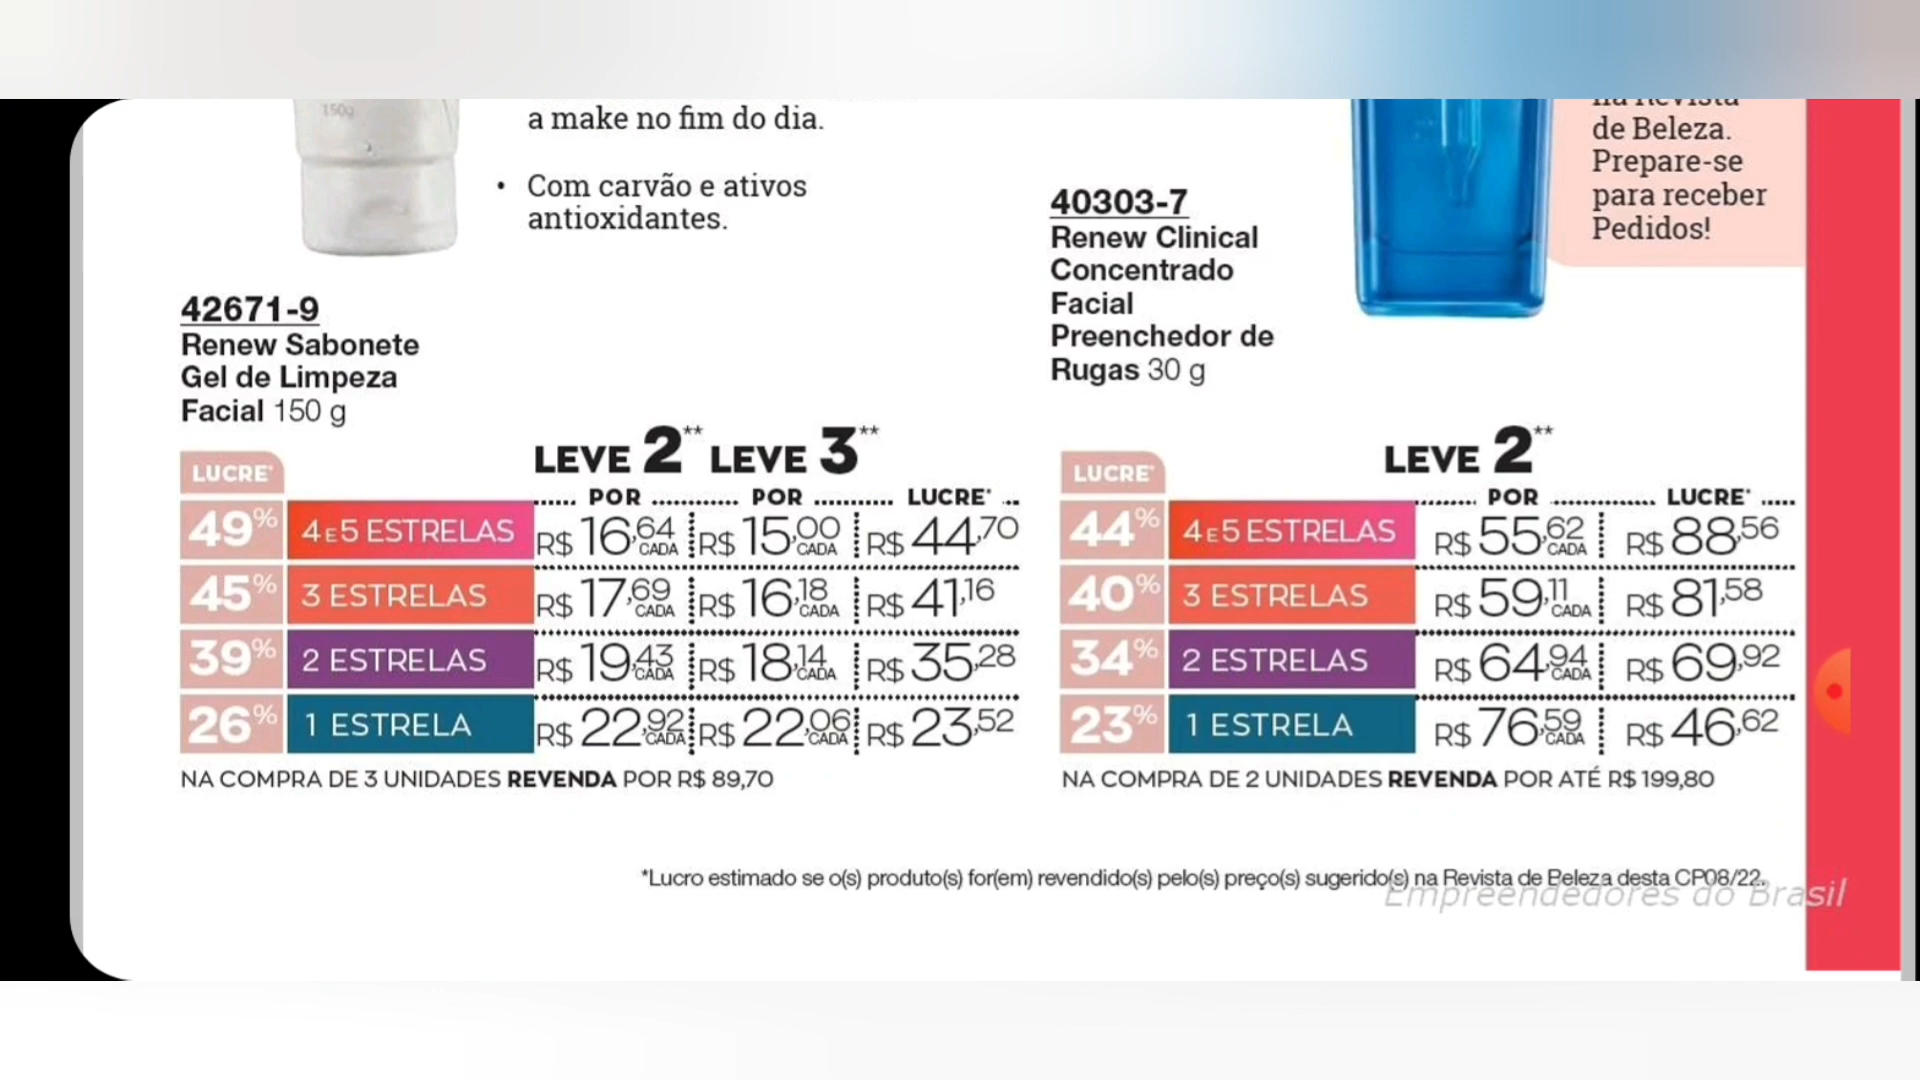 150g
a make no fim do dia.
• Com carvão e ativos
antioxidantes.
42671-9
Renew Sabonete
Gel de Limpeza
Facial 150 g
LEVE 2** LEVE 3**
LUCRE*
POR POR LUCRE*
49% 4 E 5 ESTRELAS R$ 16,64 CADA R$ 15,00 CADA R$ 44,70
45% 3 ESTRELAS R$ 17,69 CADA R$ 16,18 CADA R$ 41,16
39% 2 ESTRELAS R$ 19,43 CADA R$ 18,14 CADA R$ 35,28
26% 1 ESTRELA R$ 22,92 CADA R$ 22,06 CADA R$ 23,52
NA COMPRA DE 3 UNIDADES REVENDA POR R$ 89,70
na Revista
de Beleza.
Prepare-se
para receber
Pedidos!
40303-7
Renew Clinical
Concentrado
Facial
Preenchedor de
Rugas 30 g
LEVE 2**
LUCRE*
POR LUCRE*
44% 4 E 5 ESTRELAS R$ 55,62 CADA R$ 88,56
40% 3 ESTRELAS R$ 59,11 CADA R$ 81,58
34% 2 ESTRELAS R$ 64,94 CADA R$ 69,92
23% 1 ESTRELA R$ 76,59 CADA R$ 46,62
NA COMPRA DE 2 UNIDADES REVENDA POR ATÉ R$ 199,80
*Lucro estimado se o(s) produto(s) for(em) revendido(s) pelo(s) preço(s) sugerido(s) na Revista de Beleza desta CP08/22.
Empreendedores do Brasil